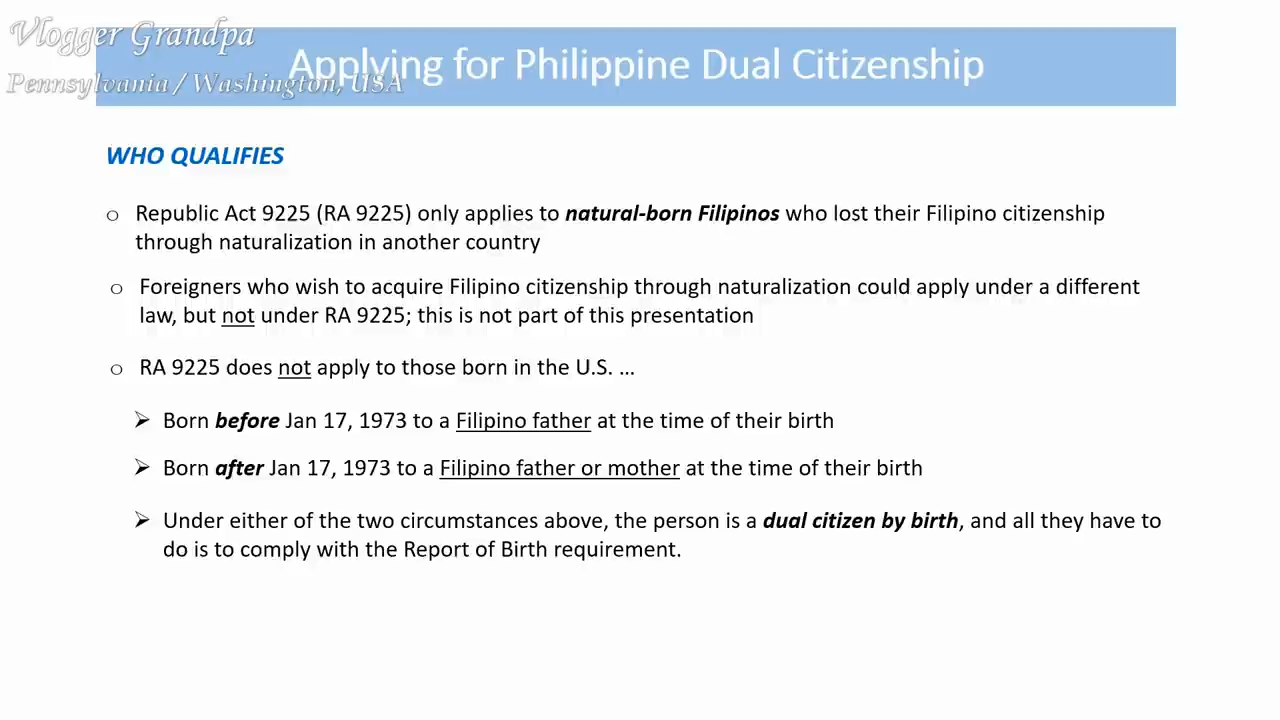 Vlogger Grandpa
Pennsylvania / Washington, USA
Applying for Philippine Dual Citizenship
WHO QUALIFIES
o Republic Act 9225 (RA 9225) only applies to natural-born Filipinos who lost their Filipino citizenship
through naturalization in another country
o Foreigners who wish to acquire Filipino citizenship through naturalization could apply under a different
law, but not under RA 9225; this is not part of this presentation
o RA 9225 does not apply to those born in the U.S. ...
➢ Born before Jan 17, 1973 to a Filipino father at the time of their birth
➢ Born after Jan 17, 1973 to a Filipino father or mother at the time of their birth
➢ Under either of the two circumstances above, the person is a dual citizen by birth, and all they have to
do is to comply with the Report of Birth requirement.